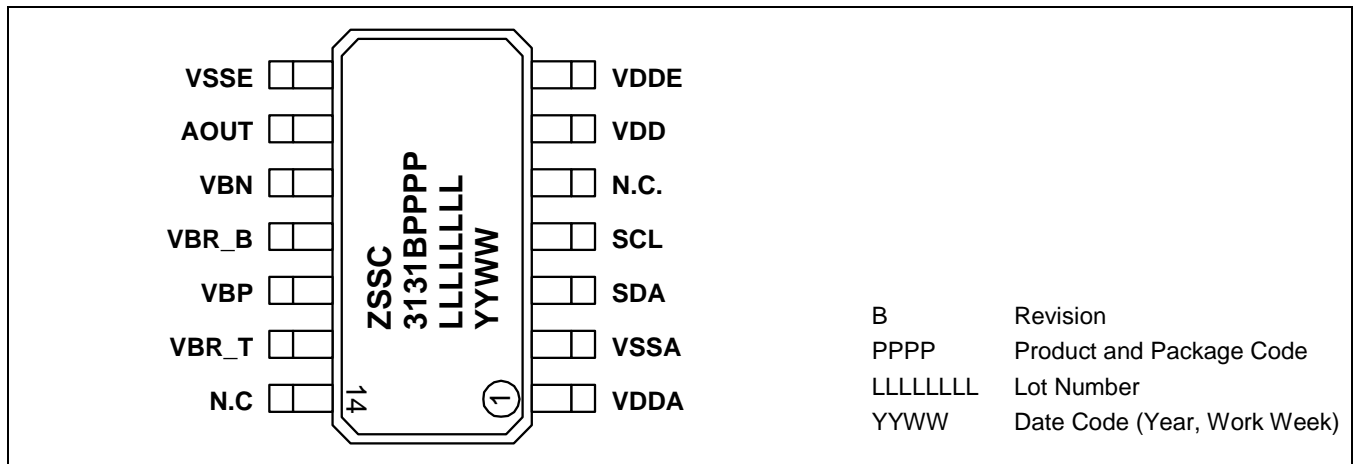 VSSE
AOUT
VBN
VBR_B
VBP
VBR_T
N.C
VDDE
VDD
N.C.
SCL
SDA
VSSA
VDDA
ZSSC
3131BPPPP
LLLLLLLL
YYWW
14
1
B Revision
PPPP Product and Package Code
LLLLLLLL Lot Number
YYWW Date Code (Year, Work Week)